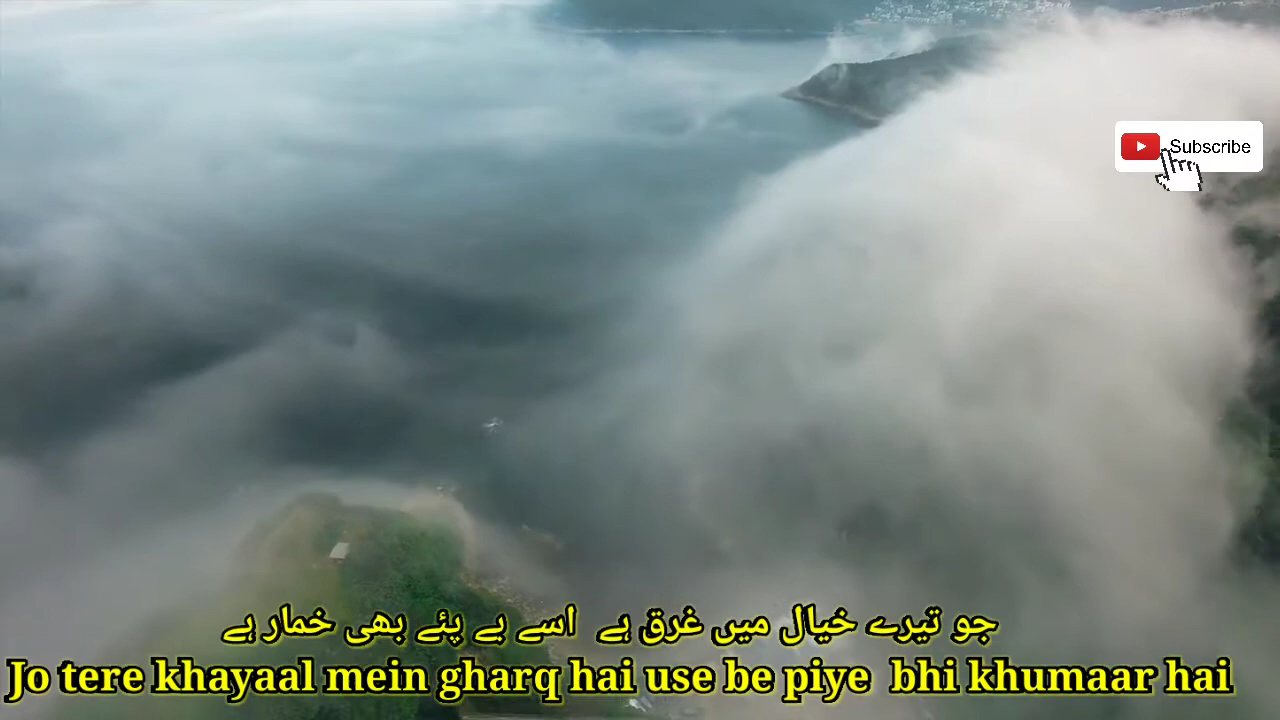 Subscribe
جو تیرے خیال میں غرق ہے اسے بے پئے بھی خمار ہے
Jo tere khayaal mein gharq hai use be piye bhi khumaar hai